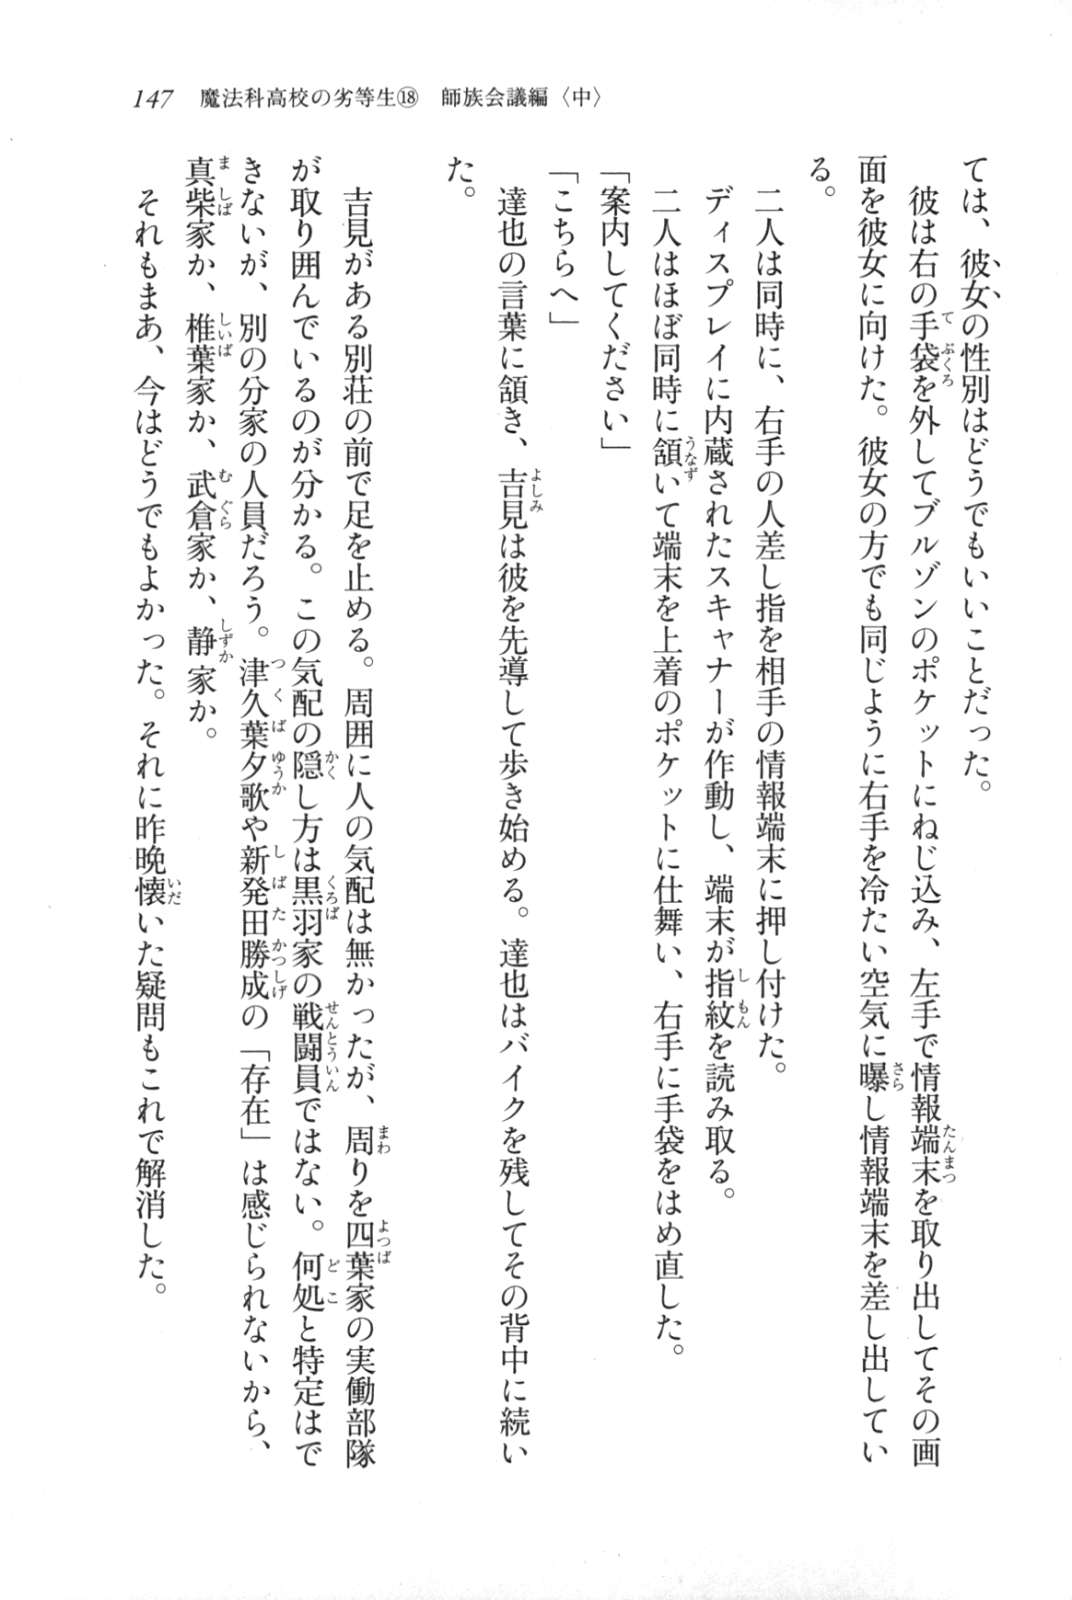 147　魔法科高校の劣等生⑱　師族会議編〈中〉
ては、彼女の性別はどうでもいいことだった。
　彼は右の手袋を外してブルゾンのポケットにねじ込み、左手で情報端末を取り出してその画
面を彼女に向けた。彼女の方でも同じように右手を冷たい空気に曝し情報端末を差し出してい
る。
　二人は同時に、右手の人差し指を相手の情報端末に押し付けた。
　ディスプレイに内蔵されたスキャナーが作動し、端末が指紋を読み取る。
　二人はほぼ同時に頷いて端末を上着のポケットに仕舞い、右手に手袋をはめ直した。
「案内してください」
「こちらへ」
　達也の言葉に頷き、吉見は彼を先導して歩き始める。達也はバイクを残してその背中に続い
た。
　吉見がある別荘の前で足を止める。周囲に人の気配は無かったが、周りを四葉家の実働部隊
が取り囲んでいるのが分かる。この気配の隠し方は黒羽家の戦闘員ではない。何処と特定はで
きないが、別の分家の人員だろう。津久葉夕歌や新発田勝成の「存在」は感じられないから、
真柴家か、椎葉家か、武倉家か、静家か。
　それもまあ、今はどうでもよかった。それに昨晩懐いた疑問もこれで解消した。